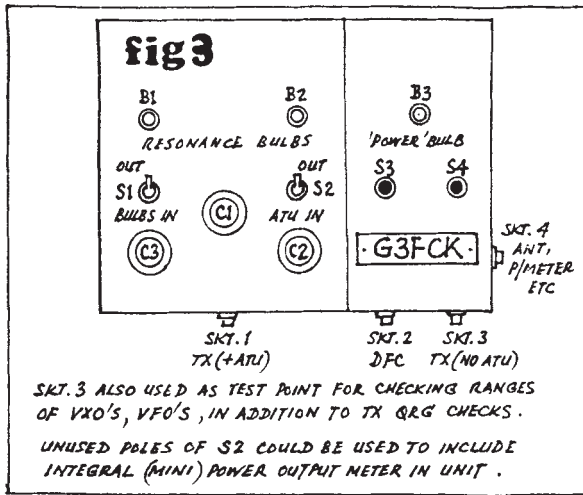 fig 3
B1 B2 B3
RESONANCE BULBS 'POWER' BULB
OUT OUT S3 S4
S1 S2
BULBS IN C1 ATU IN
C3 C2 · G3FCK ·
SKT. 4
ANT,
P/METER
ETC
SKT. 1 SKT. 2 SKT. 3
TX (+ATU) DFC TX (NO ATU)
SKT. 3 ALSO USED AS TEST POINT FOR CHECKING RANGES
OF VXO'S, VFO'S, IN ADDITION TO TX QRG CHECKS.
UNUSED POLES OF S2 COULD BE USED TO INCLUDE
INTEGRAL (MINI) POWER OUTPUT METER IN UNIT.